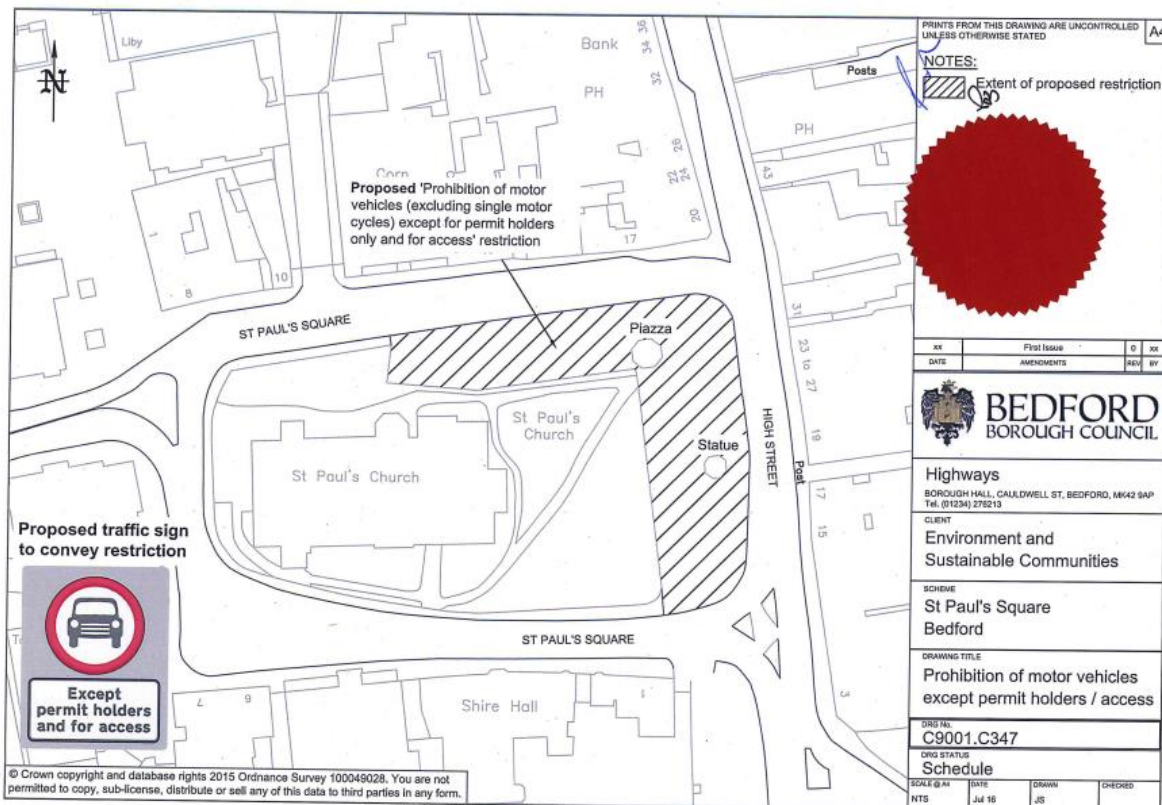 PRINTS FROM THIS DRAWING ARE UNCONTROLLED
UNLESS OTHERWISE STATED
NOTES:
Extent of proposed restriction
N
Liby
Bank
PH
36
34
32
26
24
22
20
17
Corn
Posts
PH
43
31
23 to 27
19
Post
17
15
3
1
8
10
Proposed 'Prohibition of motor
vehicles (excluding single motor
cycles) except for permit holders
only and for access' restriction
ST PAUL'S SQUARE
Piazza
St Paul's
Church
St Paul's Church
Statue
HIGH STREET
ST PAUL'S SQUARE
Shire Hall
7
6
1
Proposed traffic sign
to convey restriction
Except
permit holders
and for access
© Crown copyright and database rights 2015 Ordnance Survey 100049028. You are not
permitted to copy, sub-license, distribute or sell any of this data to third parties in any form.
xx First Issue 0 xx
DATE AMENDMENTS REV BY
BEDFORD
BOROUGH COUNCIL
Highways
BOROUGH HALL, CAULDWELL ST, BEDFORD, MK42 9AP
Tel. (01234) 276213
CLIENT
Environment and
Sustainable Communities
SCHEME
St Paul's Square
Bedford
DRAWING TITLE
Prohibition of motor vehicles
except permit holders / access
DRG No.
C9001.C347
DRG STATUS
Schedule
SCALE @ A4 DATE DRAWN CHECKED
NTS Jul 16 JS